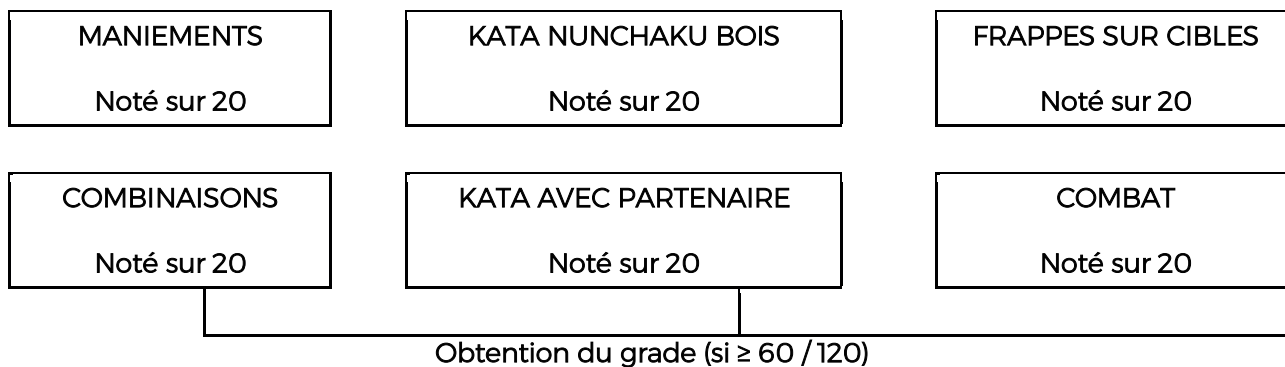 MANIEMENTS
Noté sur 20
KATA NUNCHAKU BOIS
Noté sur 20
FRAPPES SUR CIBLES
Noté sur 20
COMBINAISONS
Noté sur 20
KATA AVEC PARTENAIRE
Noté sur 20
COMBAT
Noté sur 20
Obtention du grade (si ≥ 60 / 120)